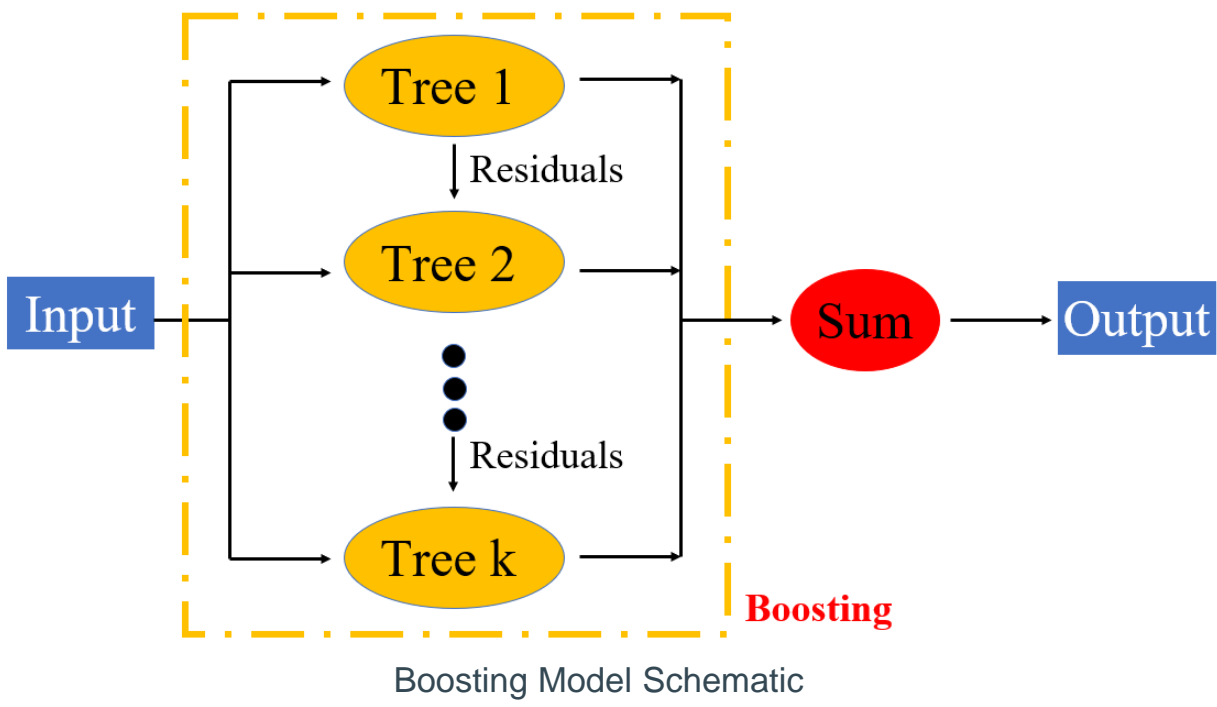 Tree 1
Residuals
Tree 2
Input
Sum
Output
Residuals
Tree k
Boosting
Boosting Model Schematic